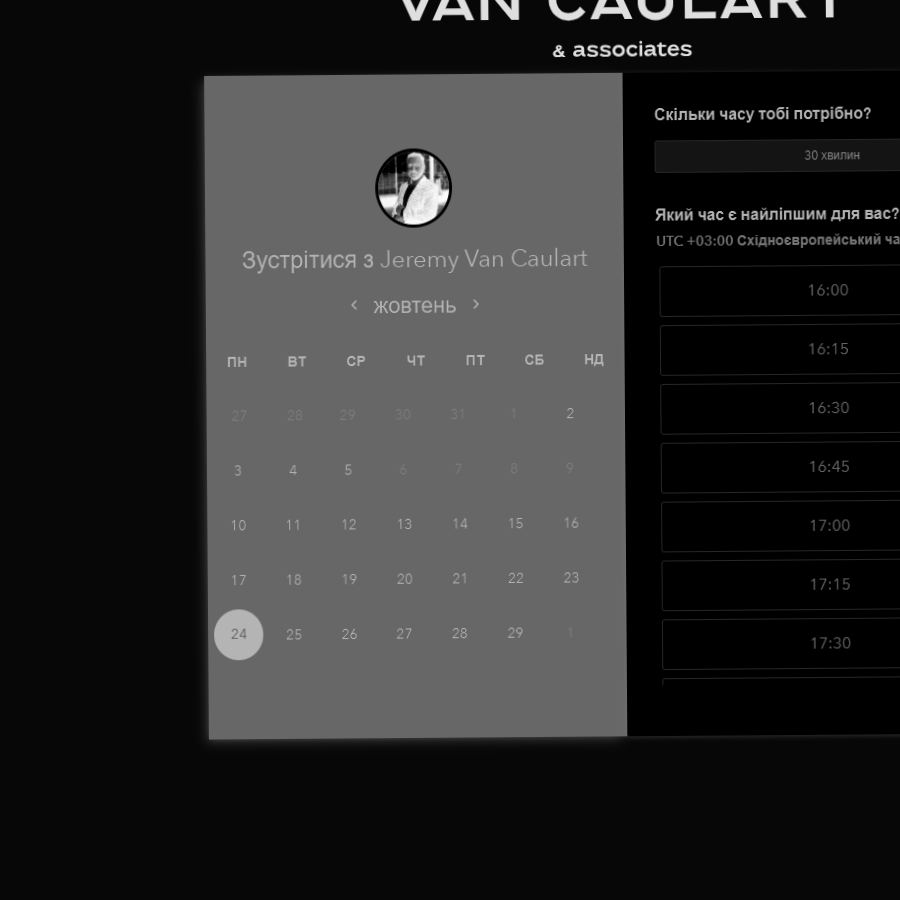 VAN CAULART
& associates
Зустрітися з Jeremy Van Caulart
жовтень
ПН ВТ СР ЧТ ПТ СБ НД
27 28 29 30 31 1 2
3 4 5 6 7 8 9
10 11 12 13 14 15 16
17 18 19 20 21 22 23
24 25 26 27 28 29 1
Скільки часу тобі потрібно?
30 хвилин
Який час є найліпшим для вас?
UTC +03:00 Східноєвропейський ча
16:00
16:15
16:30
16:45
17:00
17:15
17:30